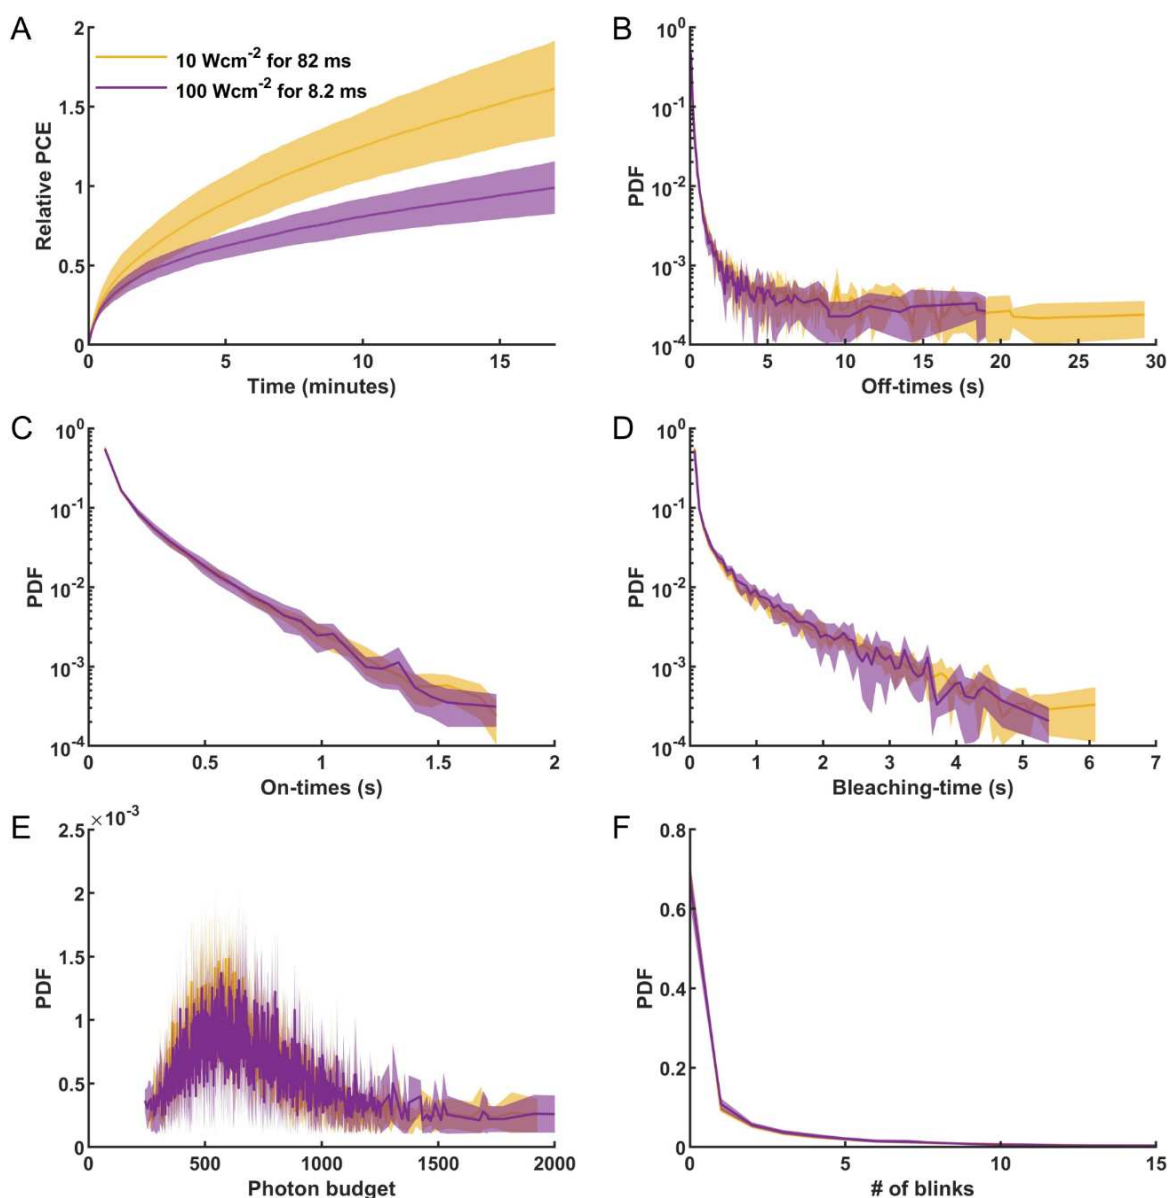 A
2
1.5
1
0.5
0
Relative PCE
10 Wcm-2 for 82 ms
100 Wcm-2 for 8.2 ms
0 5 10 15
Time (minutes)
B
10^0
10^-1
10^-2
10^-3
10^-4
PDF
0 5 10 15 20 25 30
Off-times (s)
C
10^0
10^-1
10^-2
10^-3
10^-4
PDF
0 0.5 1 1.5 2
On-times (s)
D
10^0
10^-1
10^-2
10^-3
10^-4
PDF
0 1 2 3 4 5 6 7
Bleaching-time (s)
E
×10^-3
2.5
2
1.5
1
0.5
0
PDF
0 500 1000 1500 2000
Photon budget
F
0.8
0.6
0.4
0.2
0
PDF
0 5 10 15
# of blinks